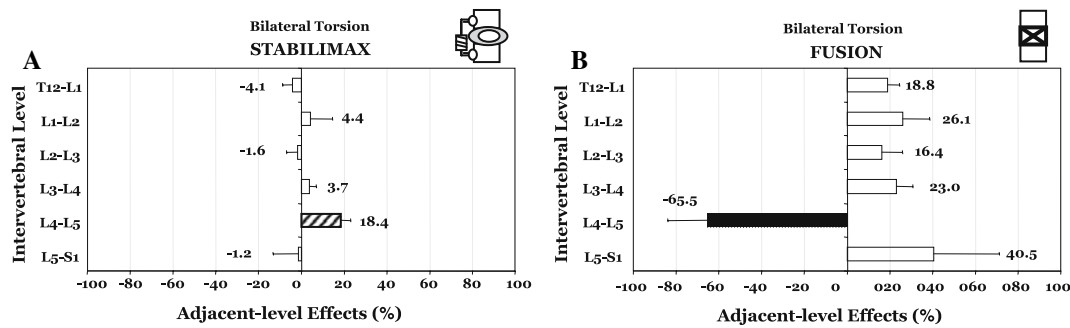 A
Bilateral Torsion
STABILIMAX
Intervertebral Level
T12-L1
-4.1
L1-L2
4.4
L2-L3
-1.6
L3-L4
3.7
L4-L5
18.4
L5-S1
-1.2
-100 -80 -60 -40 -20 0 20 40 60 80 100
Adjacent-level Effects (%)
B
Bilateral Torsion
FUSION
Intervertebral Level
T12-L1
18.8
L1-L2
26.1
L2-L3
16.4
L3-L4
23.0
L4-L5
-65.5
L5-S1
40.5
-100 -80 -60 -40 -20 0 020 040 060 080 100
Adjacent-level Effects (%)